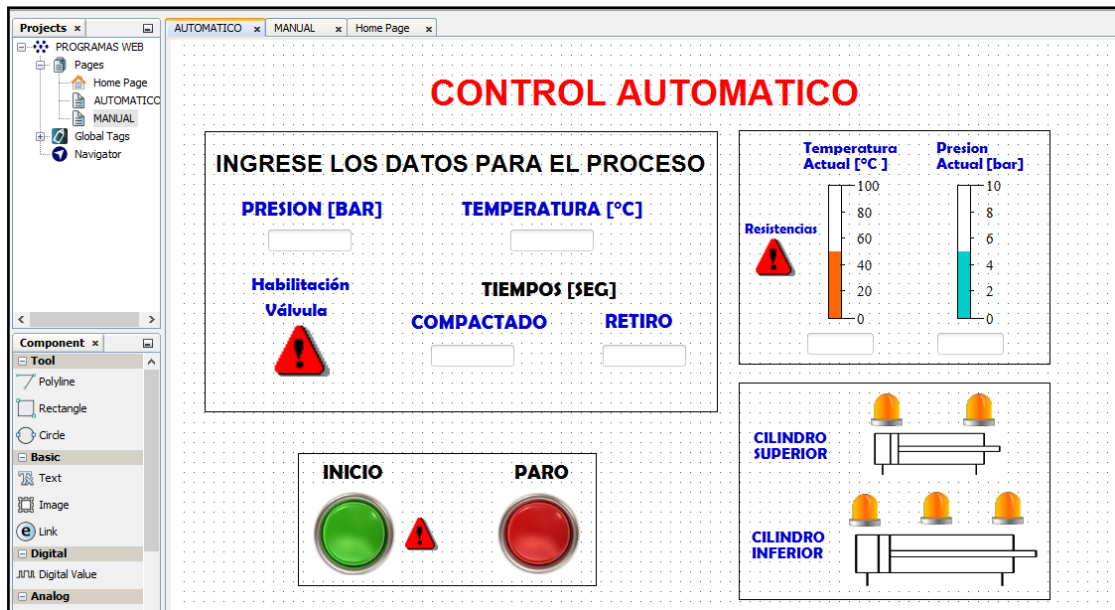 Projects ×
PROGRAMAS WEB
Pages
Home Page
AUTOMATICO
MANUAL
Global Tags
Navigator
Component ×
Tool
Polyline
Rectangle
Circle
Basic
Text
Image
Link
Digital
Digital Value
Analog
AUTOMATICO × MANUAL × Home Page ×
CONTROL AUTOMATICO
INGRESE LOS DATOS PARA EL PROCESO
PRESION [BAR] TEMPERATURA [°C]
Habilitación
Válvula
TIEMPOS [SEG]
COMPACTADO RETIRO
INICIO PARO
Temperatura
Actual [°C ]
Presion
Actual [bar]
Resistencias
100
80
60
40
20
0
10
8
6
4
2
0
CILINDRO
SUPERIOR
CILINDRO
INFERIOR